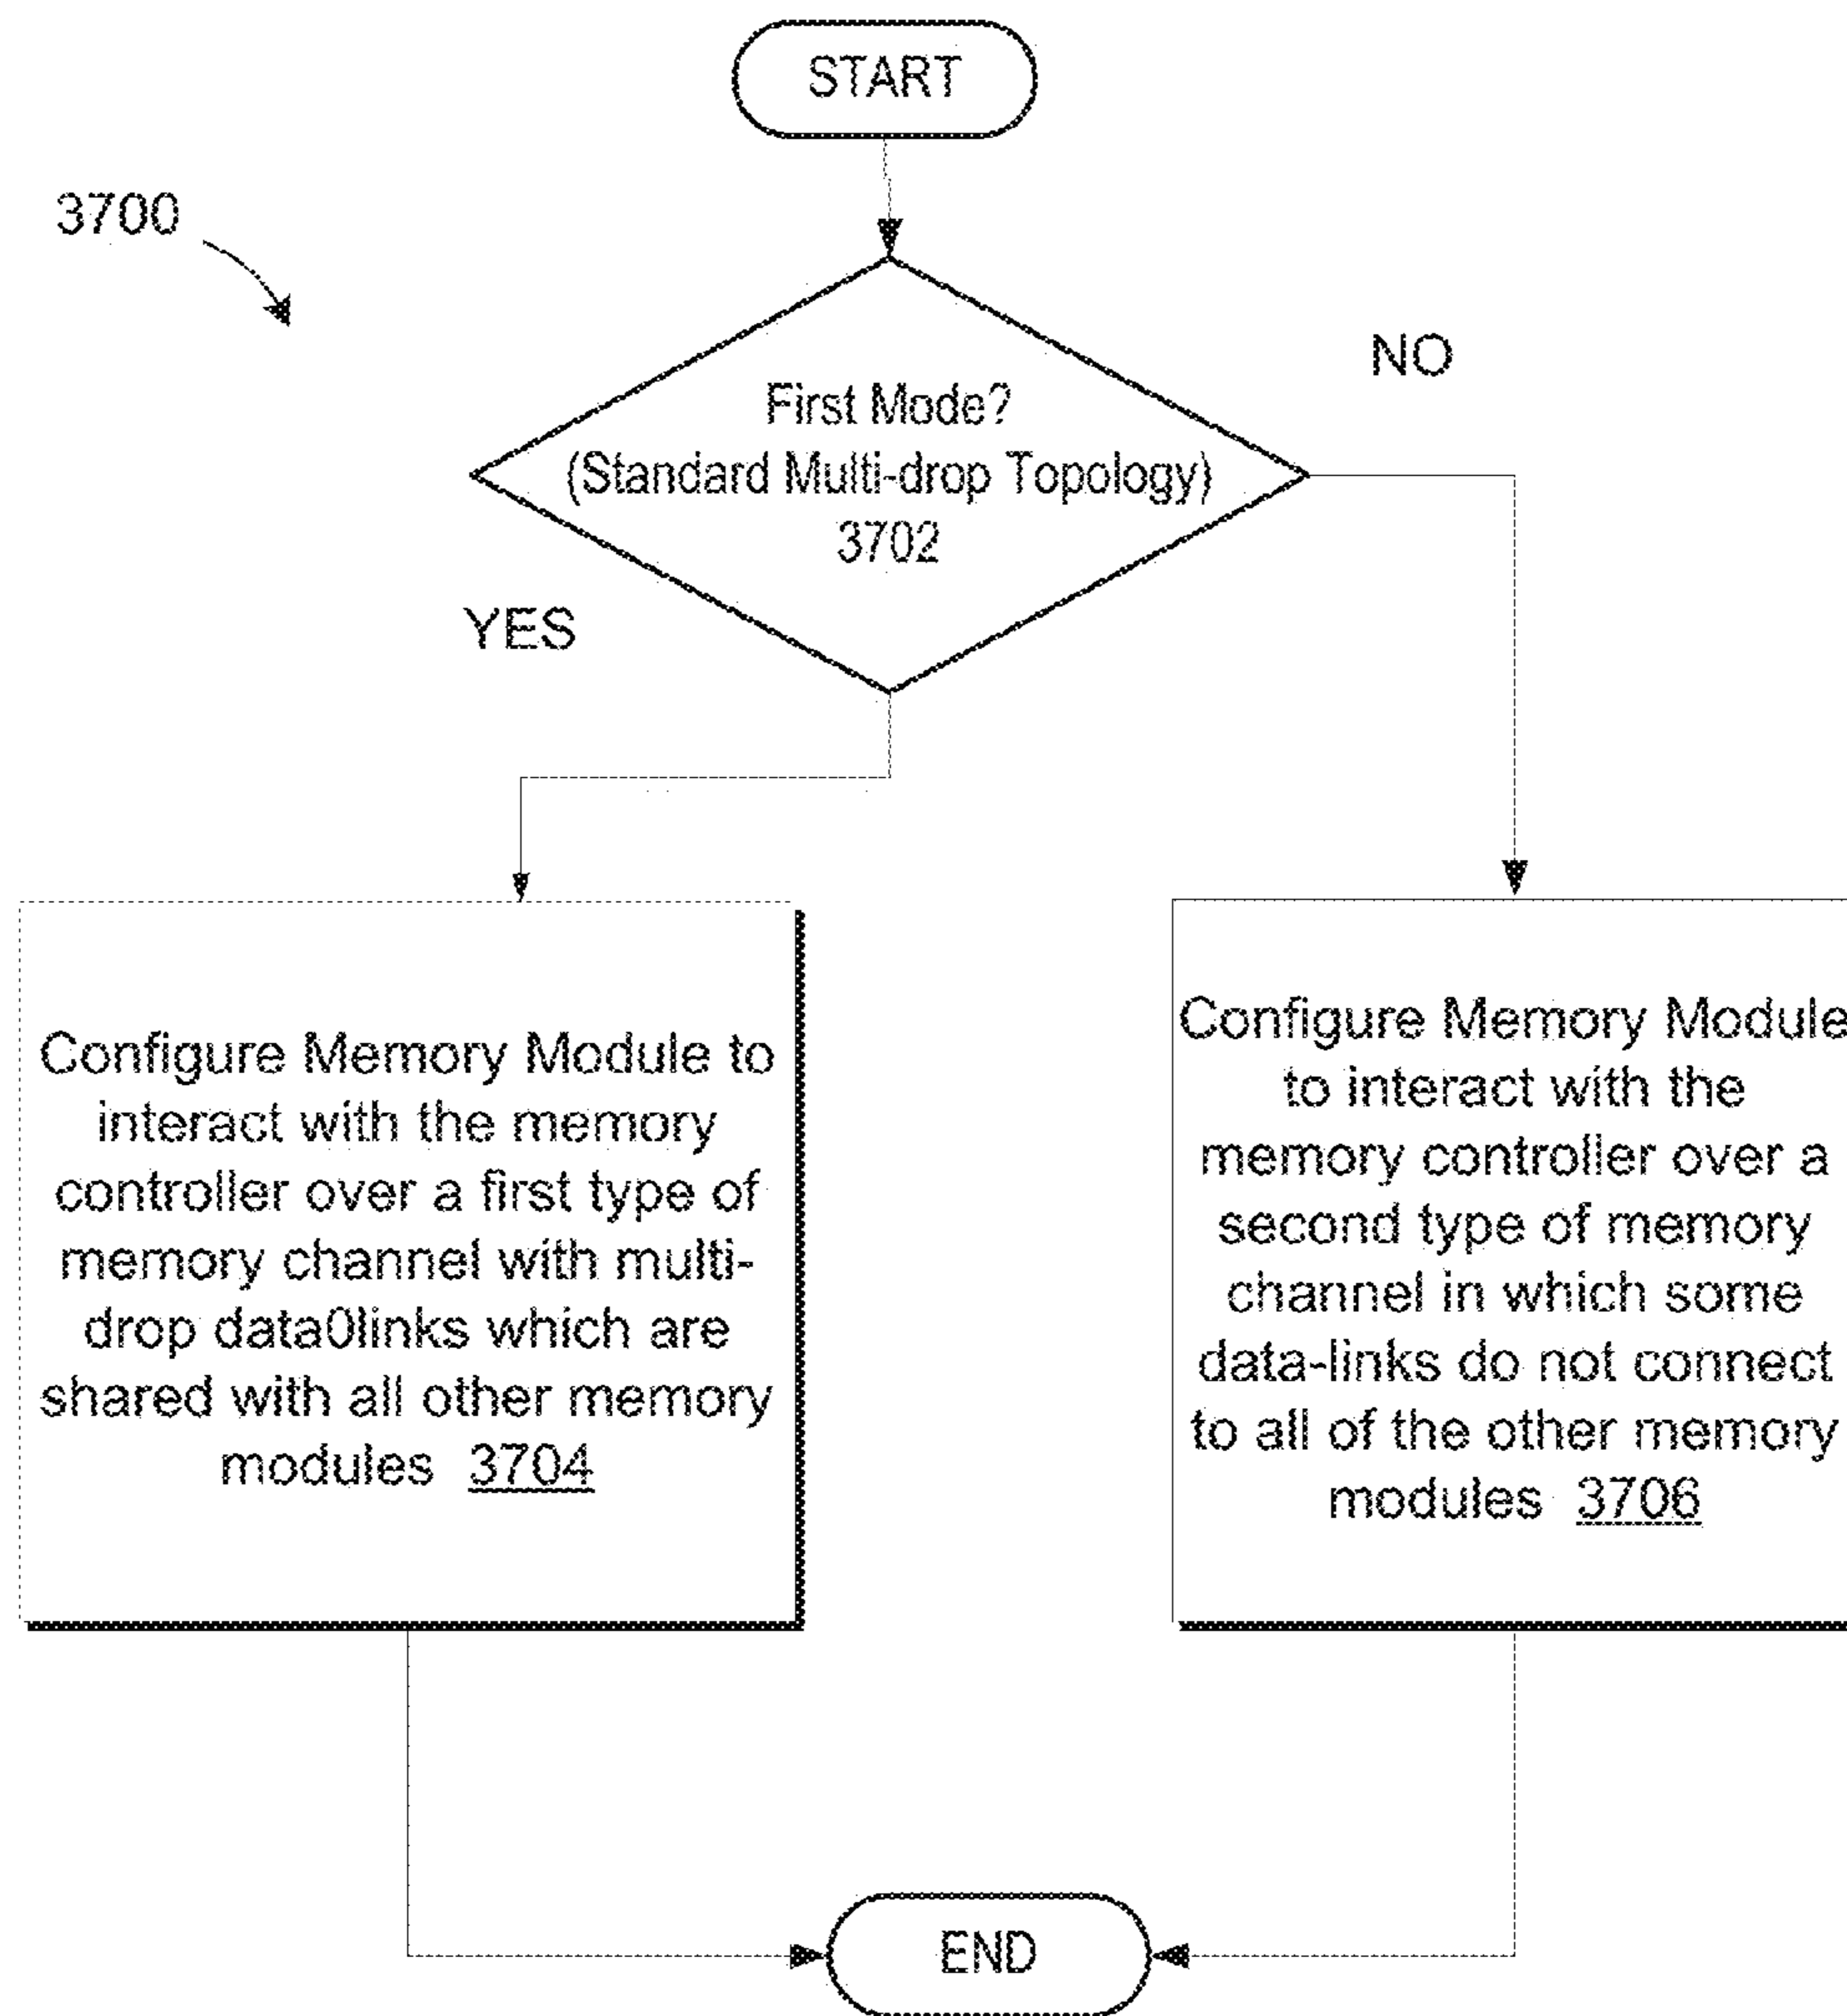 START
3700
First Mode?
(Standard Multi-drop Topology)
3702
NO
YES
Configure Memory Module to
interact with the memory
controller over a first type of
memory channel with multi-
drop data0links which are
shared with all other memory
modules 3704
Configure Memory Module
to interact with the
memory controller over a
second type of memory
channel in which some
data-links do not connect
to all of the other memory
modules 3706
END